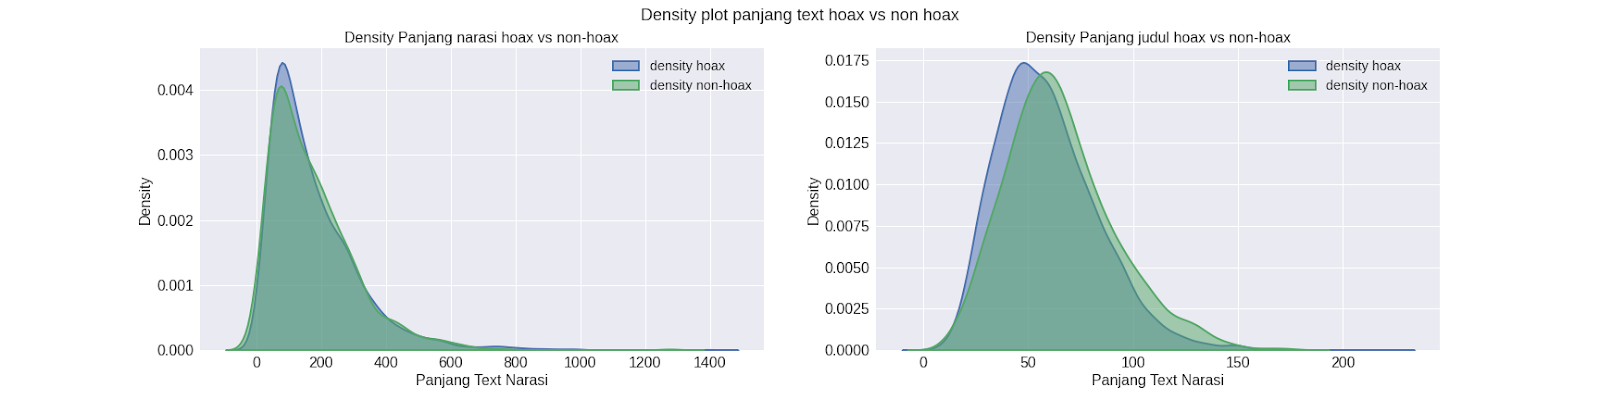 Density plot panjang text hoax vs non hoax
Density Panjang narasi hoax vs non-hoax
density hoax
density non-hoax
0.004
0.003
0.002
0.001
0.000
Density
0 200 400 600 800 1000 1200 1400
Panjang Text Narasi
Density Panjang judul hoax vs non-hoax
density hoax
density non-hoax
0.0175
0.0150
0.0125
0.0100
0.0075
0.0050
0.0025
0.0000
Density
0 50 100 150 200
Panjang Text Narasi